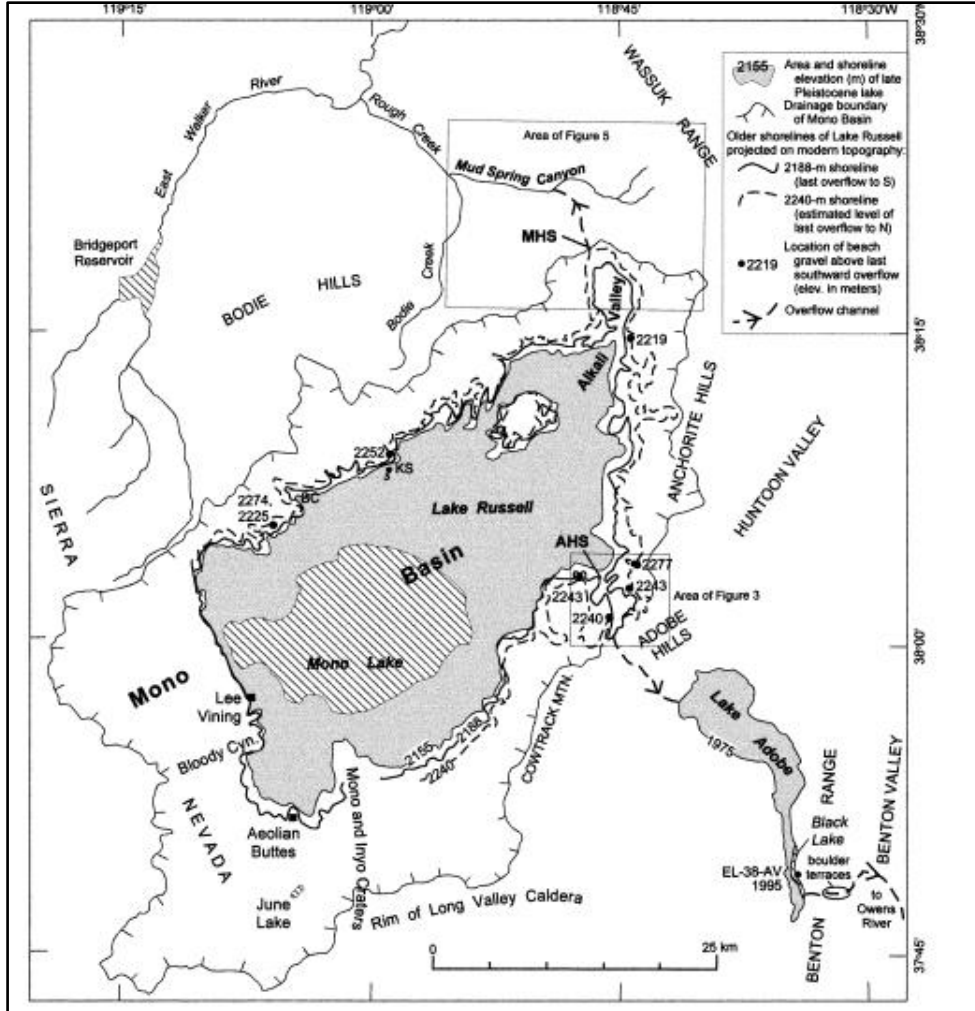 119°15'
119°00'
118°45'
118°30'W
38°30'
38°15'
38°00'
37°45'
2155
Area and shoreline
elevation (m) of late
Pleistocene lake
Drainage boundary
of Mono Basin
Older shorelines of Lake Russell
projected on modern topography:
2188-m shoreline
(last overflow to S)
2240-m shoreline
(estimated level of
last overflow to N)
2219
Location of beach
gravel above last
southward overflow
(elev. in meters)
Overflow channel
WASSUK RANGE
East Walker River
Rough Creek
Area of Figure 5
Mud Spring Canyon
Bridgeport
Reservoir
BODIE HILLS
Bodie Creek
MHS
Valley
2219
Alkali
ANCHORITE HILLS
HUNTOON VALLEY
2252
KS
BC
2274,
2225
SIERRA
Lake Russell
Basin
AHS
2277
2243
2243
2240
Area of Figure 3
ADOBE
HILLS
Mono Lake
Mono
Lee
Vining
Bloody Cyn.
NEVADA
2155
2188
2240
COWTRACK MTN.
Lake Adobe
1975
Aeolian
Buttes
Mono and Inyo Craters
June
Lake
Rim of Long Valley Caldera
BENTON RANGE
BENTON VALLEY
Black
Lake
EL-38-AV
1995
boulder
terraces
to
Owens
River
0
25 km